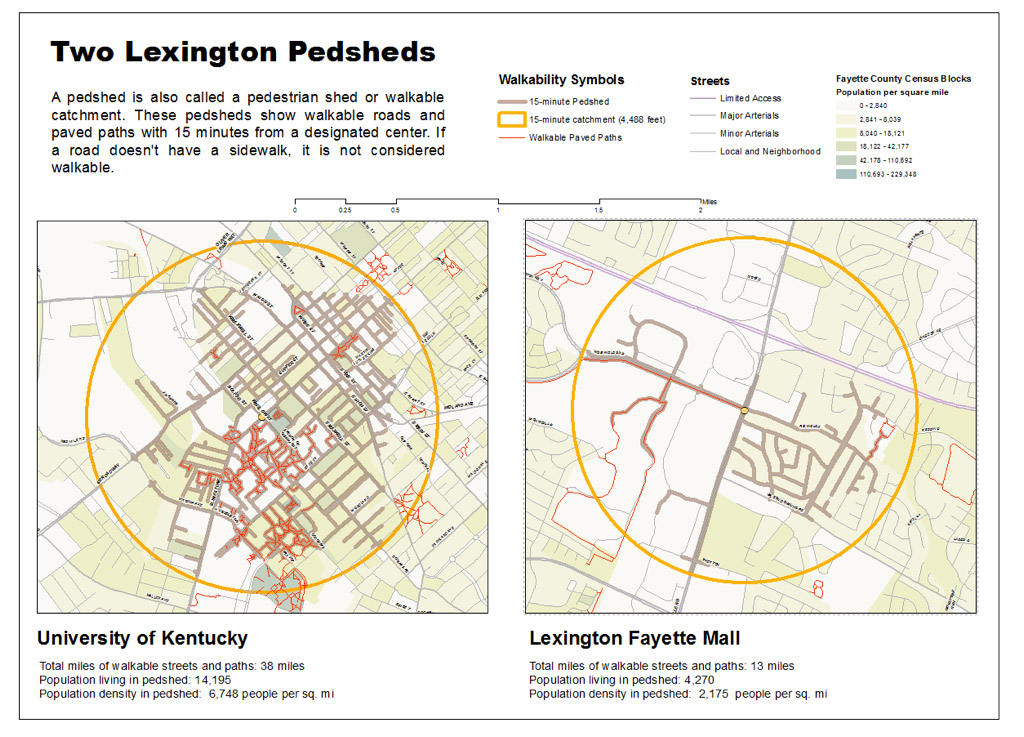 Two Lexington Pedsheds
A pedshed is also called a pedestrian shed or walkable
catchment. These pedsheds show walkable roads and
paved paths with 15 minutes from a designated center. If
a road doesn't have a sidewalk, it is not considered
walkable.
Walkability Symbols
15-minute Pedshed
15-minute catchment (4,488 feet)
Walkable Paved Paths
Streets
Limited Access
Major Arterials
Minor Arterials
Local and Neighborhood
Fayette County Census Blocks
Population per square mile
0 - 2,840
2,841 - 8,039
8,040 - 18,121
18,122 - 42,177
42,178 - 110,692
110,693 - 229,348
Miles
0 0.25 0.5 1 1.5 2
University of Kentucky
Total miles of walkable streets and paths: 38 miles
Population living in pedshed: 14,195
Population density in pedshed: 6,748 people per sq. mi
Lexington Fayette Mall
Total miles of walkable streets and paths: 13 miles
Population living in pedshed: 4,270
Population density in pedshed: 2,175 people per sq. mi